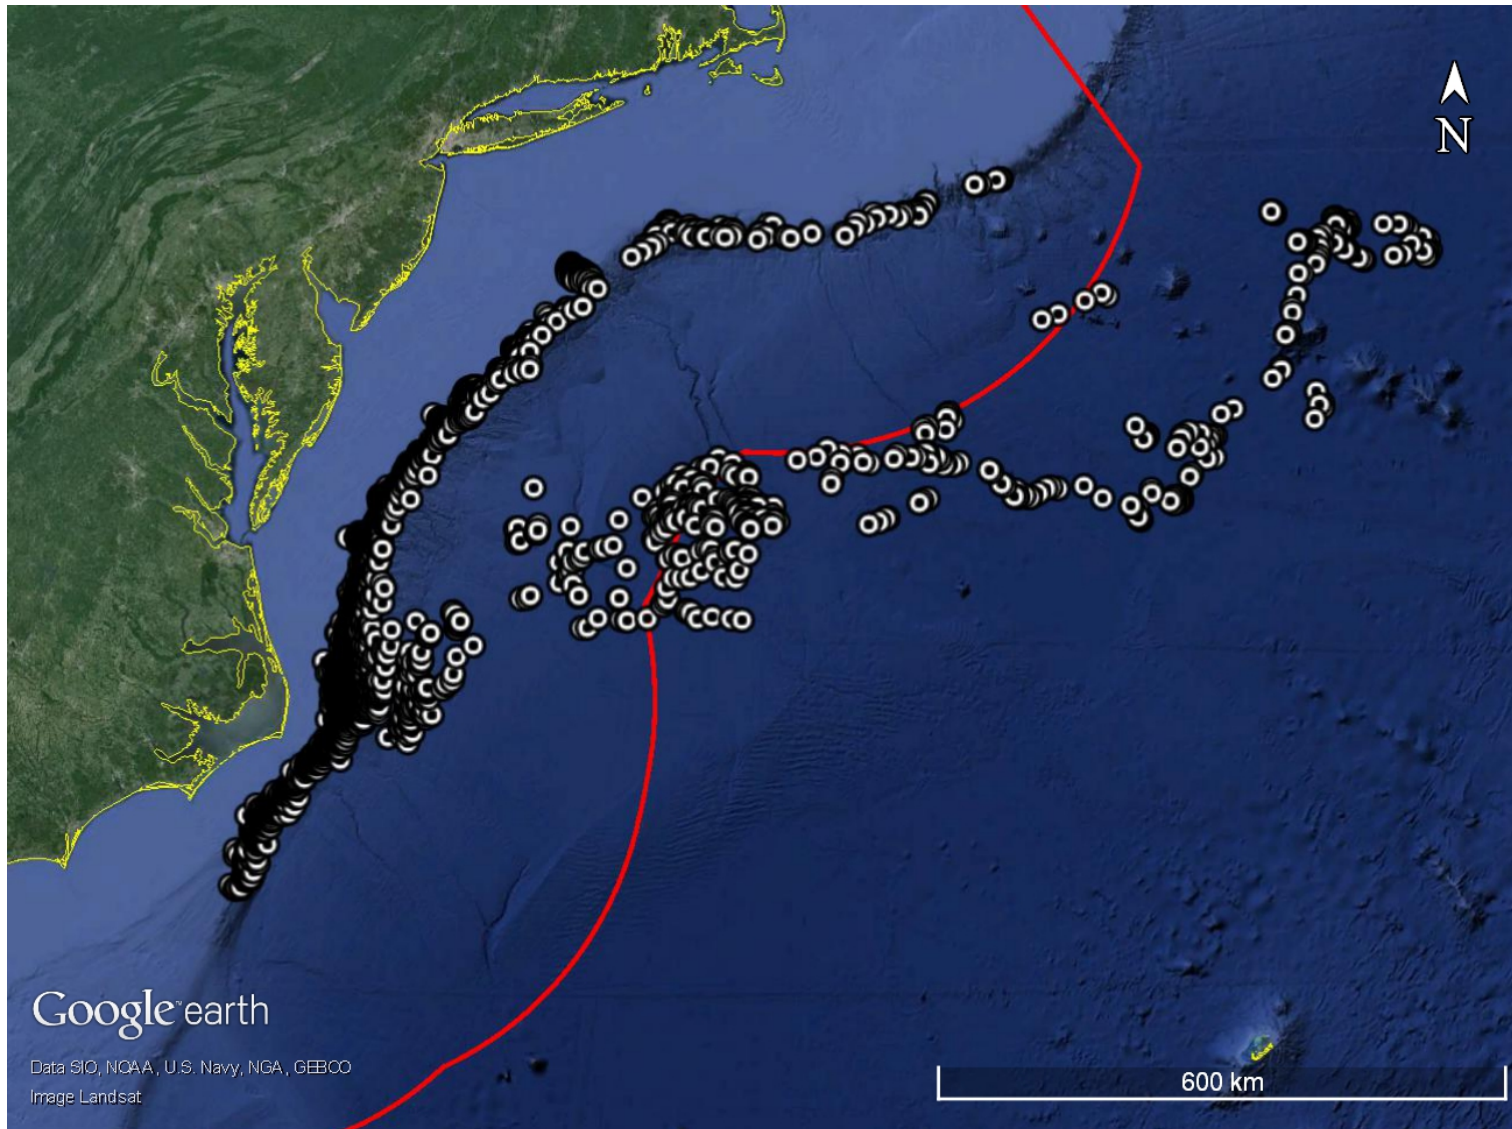 N
Google earth
Data SIO, NOAA, U.S. Navy, NGA, GEBCO
Image Landsat
600 km